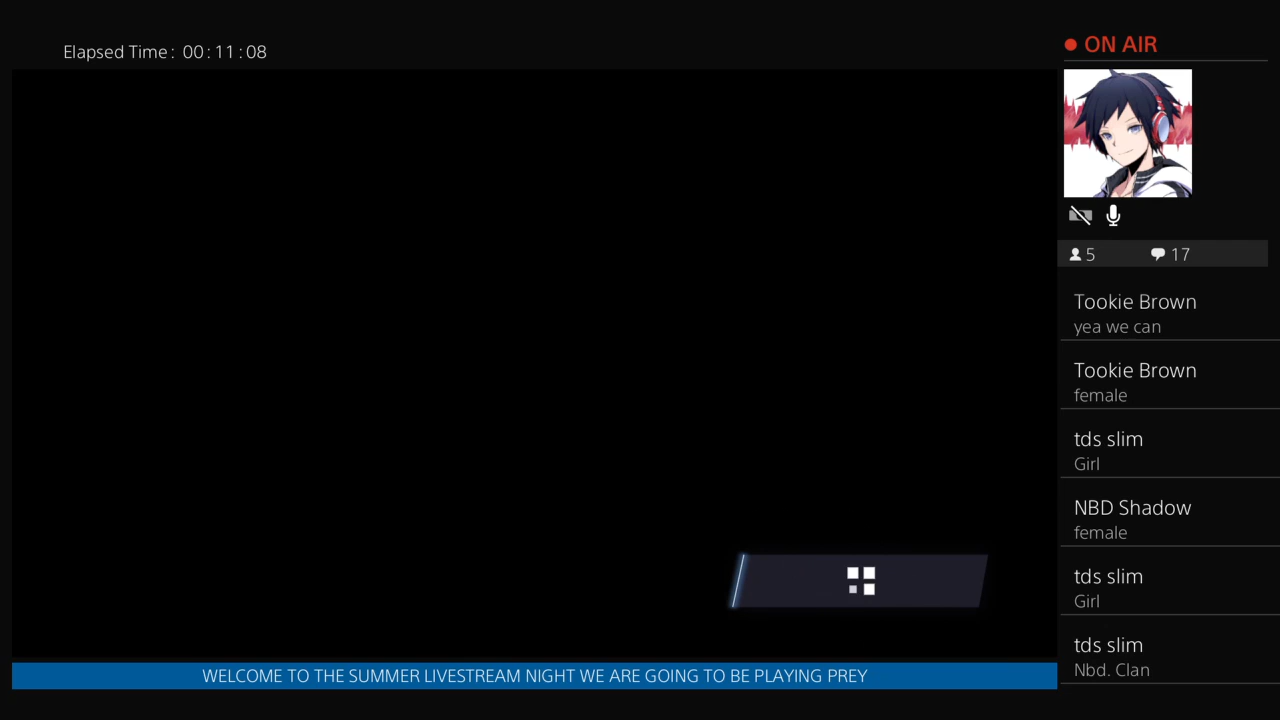 Elapsed Time: 00:11:08
ON AIR
5
17
Tookie Brown
yea we can
Tookie Brown
female
tds slim
Girl
NBD Shadow
female
tds slim
Girl
tds slim
Nbd. Clan
WELCOME TO THE SUMMER LIVESTREAM NIGHT WE ARE GOING TO BE PLAYING PREY